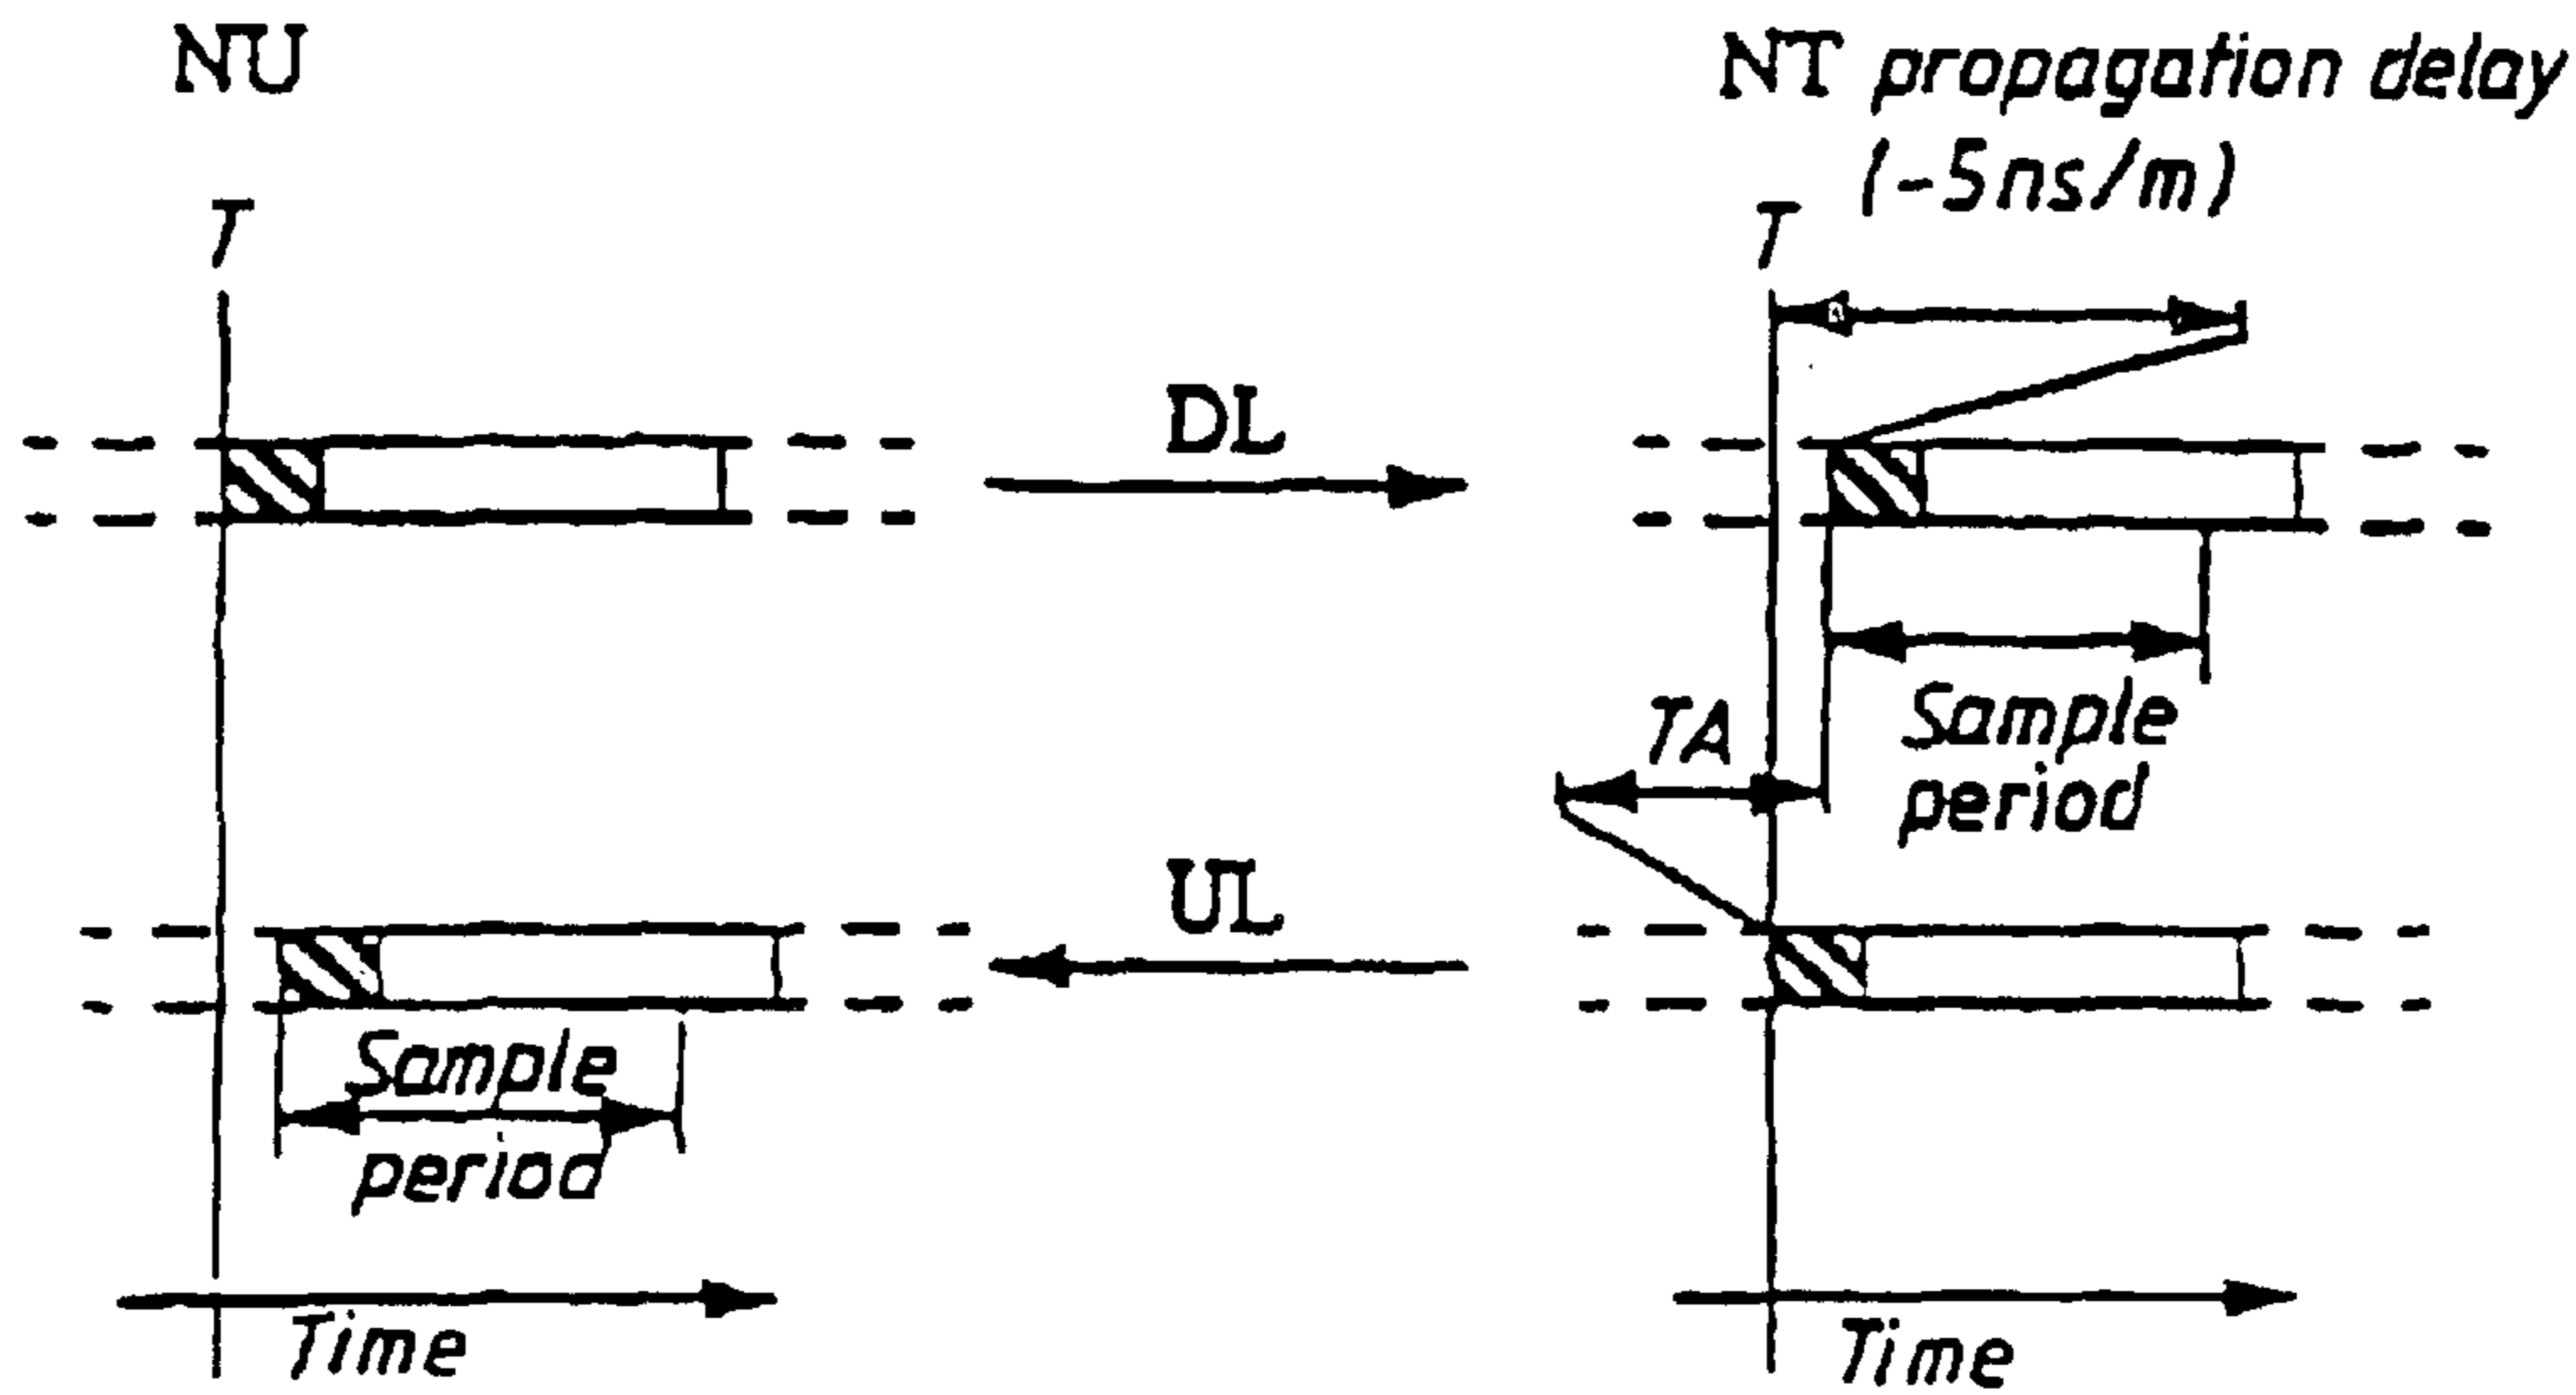 NU
NT propagation delay
(-5ns/m)
T
T
DL
TA
Sample
period
UL
Sample
period
Time
Time